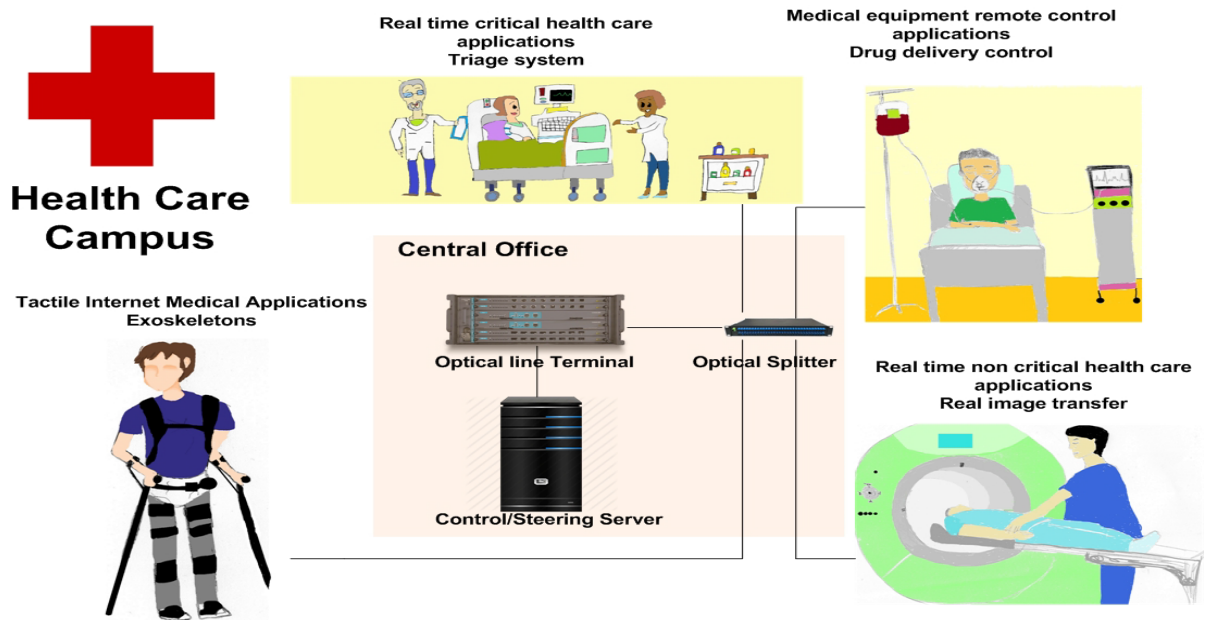 Health Care
Campus
Real time critical health care
applications
Triage system
Medical equipment remote control
applications
Drug delivery control
Central Office
Optical line Terminal
Optical Splitter
Control/Steering Server
Tactile Internet Medical Applications
Exoskeletons
Real time non critical health care
applications
Real image transfer